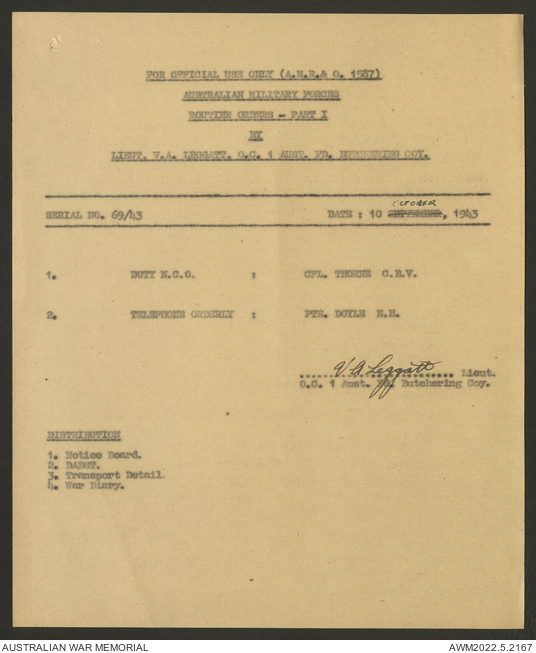 FOR OFFICIAL USE ONLY (A.M.R.& O. 1587)
AUSTRALIAN MILITARY FORCES
ROUTINE ORDERS - PART I
BY
LIEUT. V.A. LEGGATT. O.C. 1 AUST. FD. BUTCHERING COY.
SERIAL NO. 69/43 DATE : 10 SEPTEMBER OCTOBER, 1943
1. DUTY N.C.O. : CPL. THORNE C.B.V.
2. TELEPHONE ORDERLY : PTE. DOYLE E.H.
V A Leggatt Lieut.
O.C. 1 Aust. Fd. Butchering Coy.
DISTRIBUTION
1. Notice Board.
2. DADST.
3. Transport Detail.
4. War Diary.
AUSTRALIAN WAR MEMORIAL AWM2022.5.2167